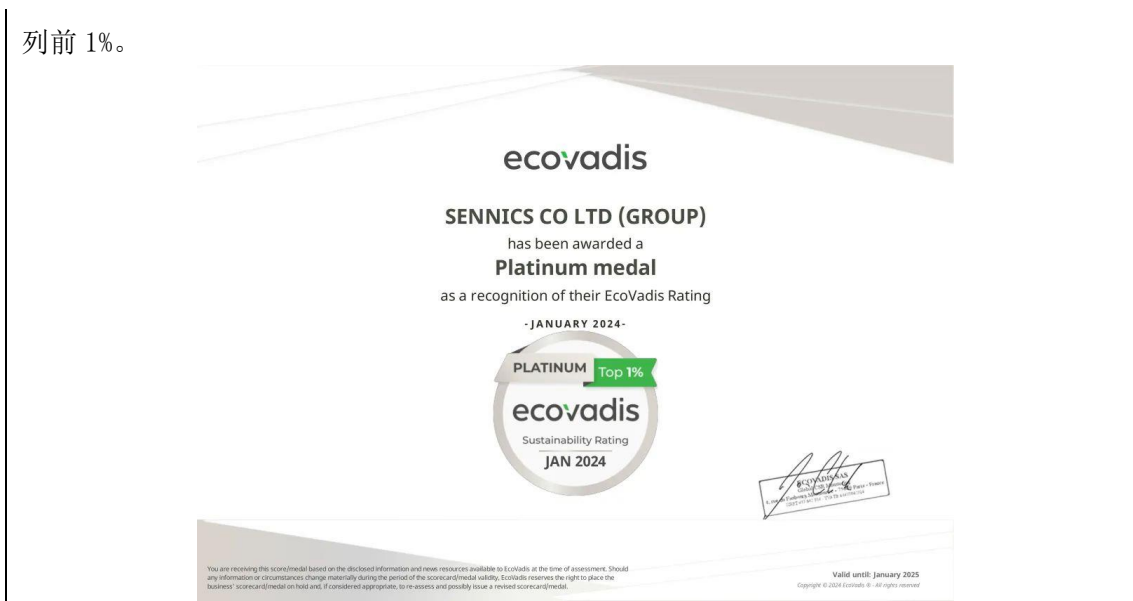 列前 1%。
ecovadis
SENNICS CO LTD (GROUP)
has been awarded a
Platinum medal
as a recognition of their EcoVadis Rating
- JANUARY 2024-
PLATINUM Top 1%
ecovadis
Sustainability Rating
JAN 2024
ECOVADIS SAS
You are receiving this score/medal based on the disclosed information and news resources available to EcoVadis at the time of assessment. Should
any information or circumstances change materially during the period of the scorecard/medal validity, EcoVadis reserves the right to place the
business' scorecard/medal on hold and, if considered appropriate, to re-assess and possibly issue a revised scorecard/medal.
Valid until: January 2025
Copyright © 2024 EcoVadis ® - All rights reserved